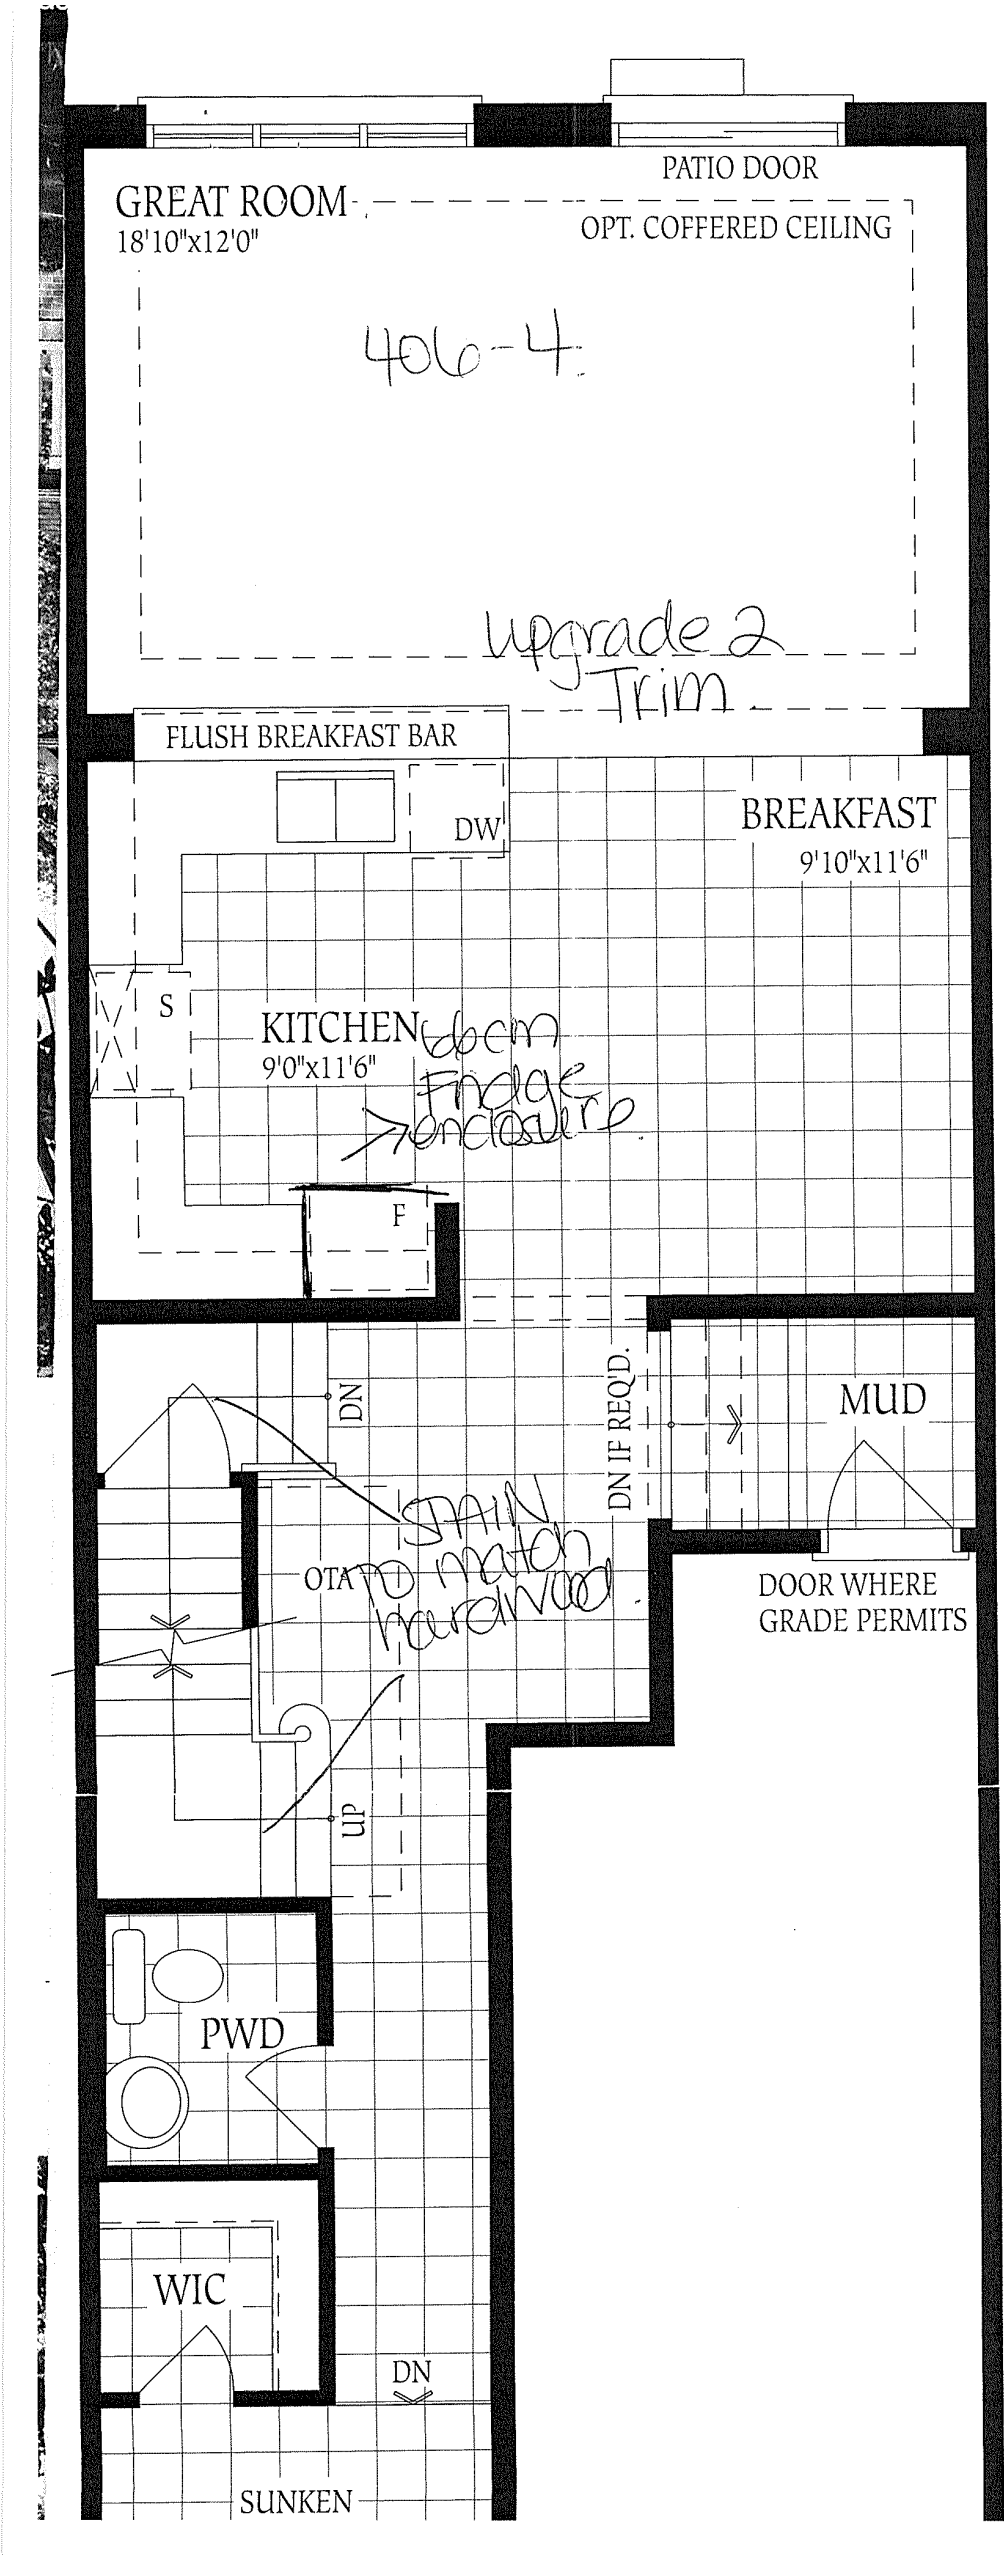 PATIO DOOR
GREAT ROOM
18'10"x12'0"
OPT. COFFERED CEILING
406-4
upgrade 2
Trim.
FLUSH BREAKFAST BAR
DW
BREAKFAST
9'10"x11'6"
S
KITCHEN
9'0"x11'6"
66cm
Fridge
enclosure.
F
DN
DN IF REQ'D.
MUD
STAIN
TO match
hardwood.
OTA
DOOR WHERE
GRADE PERMITS
UP
PWD
WIC
DN
SUNKEN